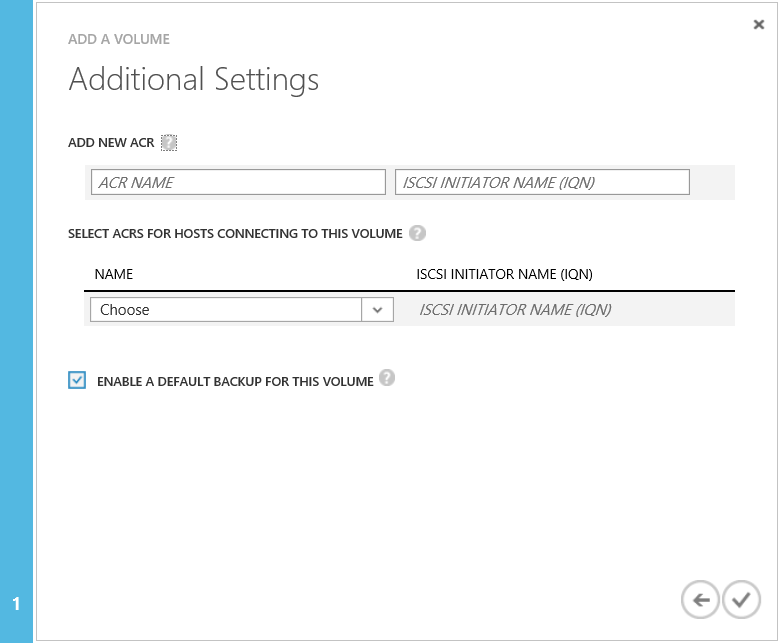 ADD A VOLUME
Additional Settings
ADD NEW ACR ?
ACR NAME ISCSI INITIATOR NAME (IQN)
SELECT ACRS FOR HOSTS CONNECTING TO THIS VOLUME ?
NAME ISCSI INITIATOR NAME (IQN)
Choose ISCSI INITIATOR NAME (IQN)
ENABLE A DEFAULT BACKUP FOR THIS VOLUME ?
1